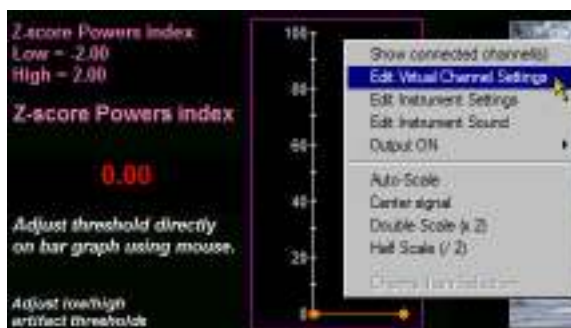 Z-score Powers Index:
Low = -2.00
High = 2.00
Z-score Powers Index
0.00
Adjust threshold directly
on bar graph using mouse.
Adjust low/high
artifact thresholds
100
80
60
40
20
0
Show connected channel(s)
Edit Virtual Channel Settings
Edit Instrument Settings
Edit Instrument Sound
Output ON
Auto-Scale
Center signal
Double Scale (x 2)
Half Scale (/ 2)